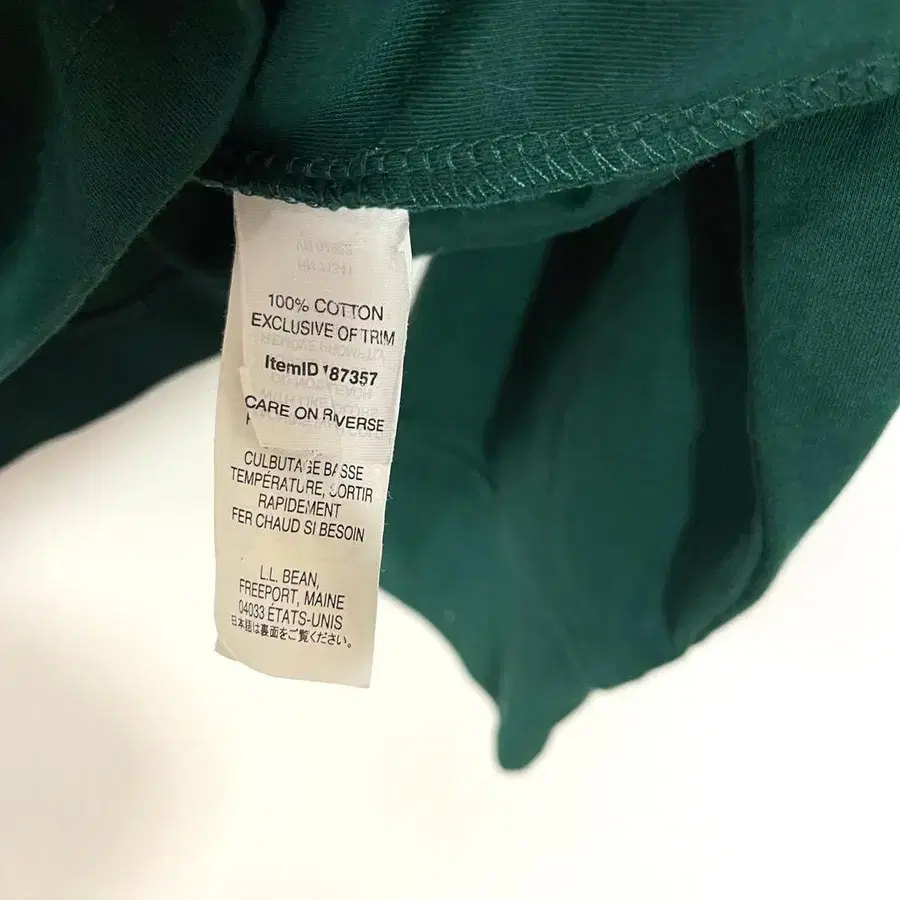 100% COTTON
EXCLUSIVE OF TRIM
ItemID 187357
CARE ON REVERSE
CULBUTAGE BASSE
TEMPÉRATURE, SORTIR
RAPIDEMENT
FER CHAUD SI BESOIN
L.L. BEAN,
FREEPORT, MAINE
04033 ÉTATS-UNIS
日本語は裏面をご覧ください。